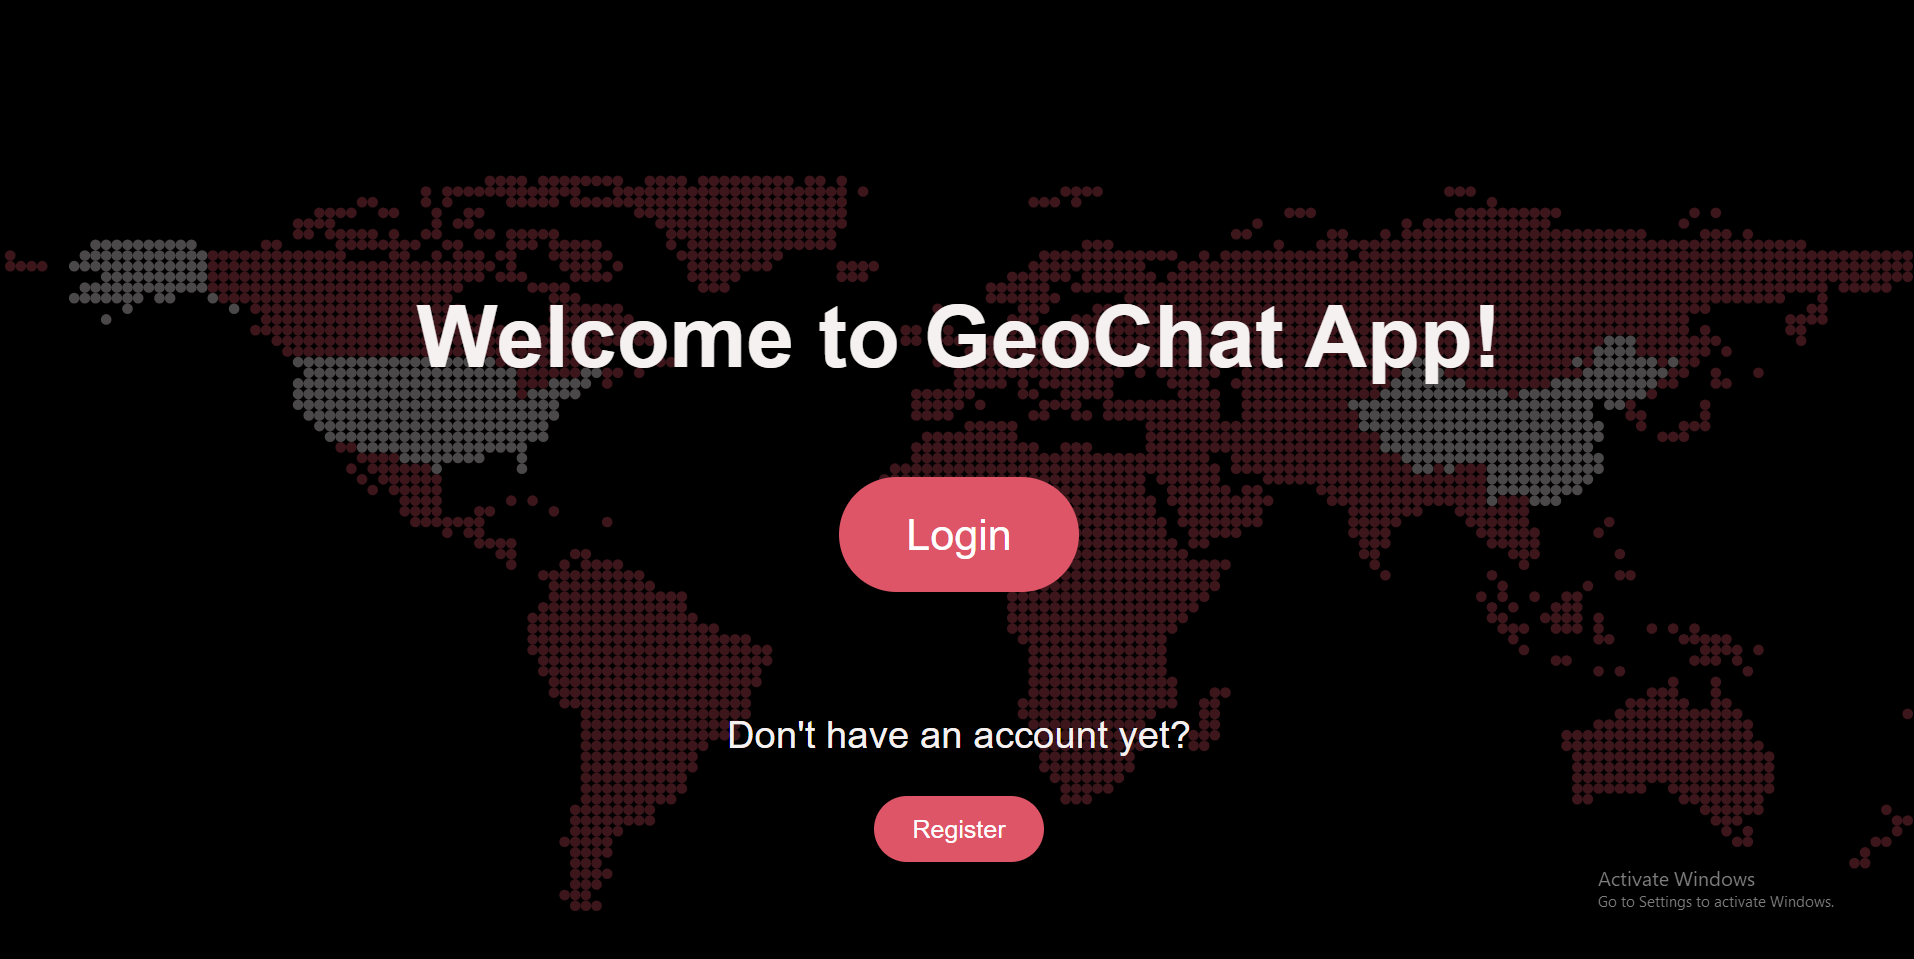 Welcome to GeoChat App!
Login
Don't have an account yet?
Register
Activate Windows
Go to Settings to activate Windows.